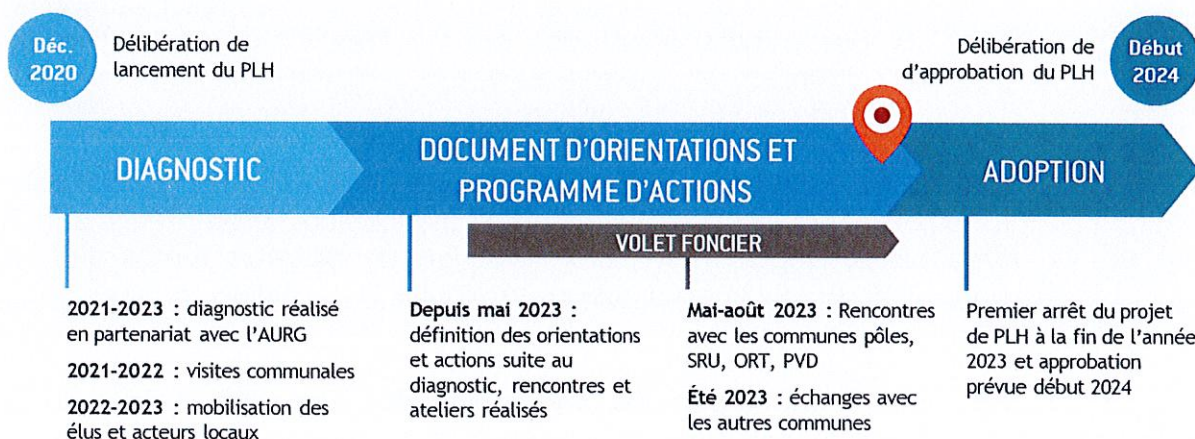 Déc.
2020
Délibération de
lancement du PLH
Délibération de
d'approbation du PLH
Début
2024
DIAGNOSTIC
DOCUMENT D'ORIENTATIONS ET
PROGRAMME D'ACTIONS
ADOPTION
VOLET FONCIER
2021-2023 : diagnostic réalisé
en partenariat avec l'AURG
2021-2022 : visites communales
2022-2023 : mobilisation des
élus et acteurs locaux
Depuis mai 2023 :
définition des orientations
et actions suite au
diagnostic, rencontres et
ateliers réalisés
Mai-août 2023 : Rencontres
avec les communes pôles,
SRU, ORT, PVD
Été 2023 : échanges avec
les autres communes
Premier arrêt du projet
de PLH à la fin de l'année
2023 et approbation
prévue début 2024